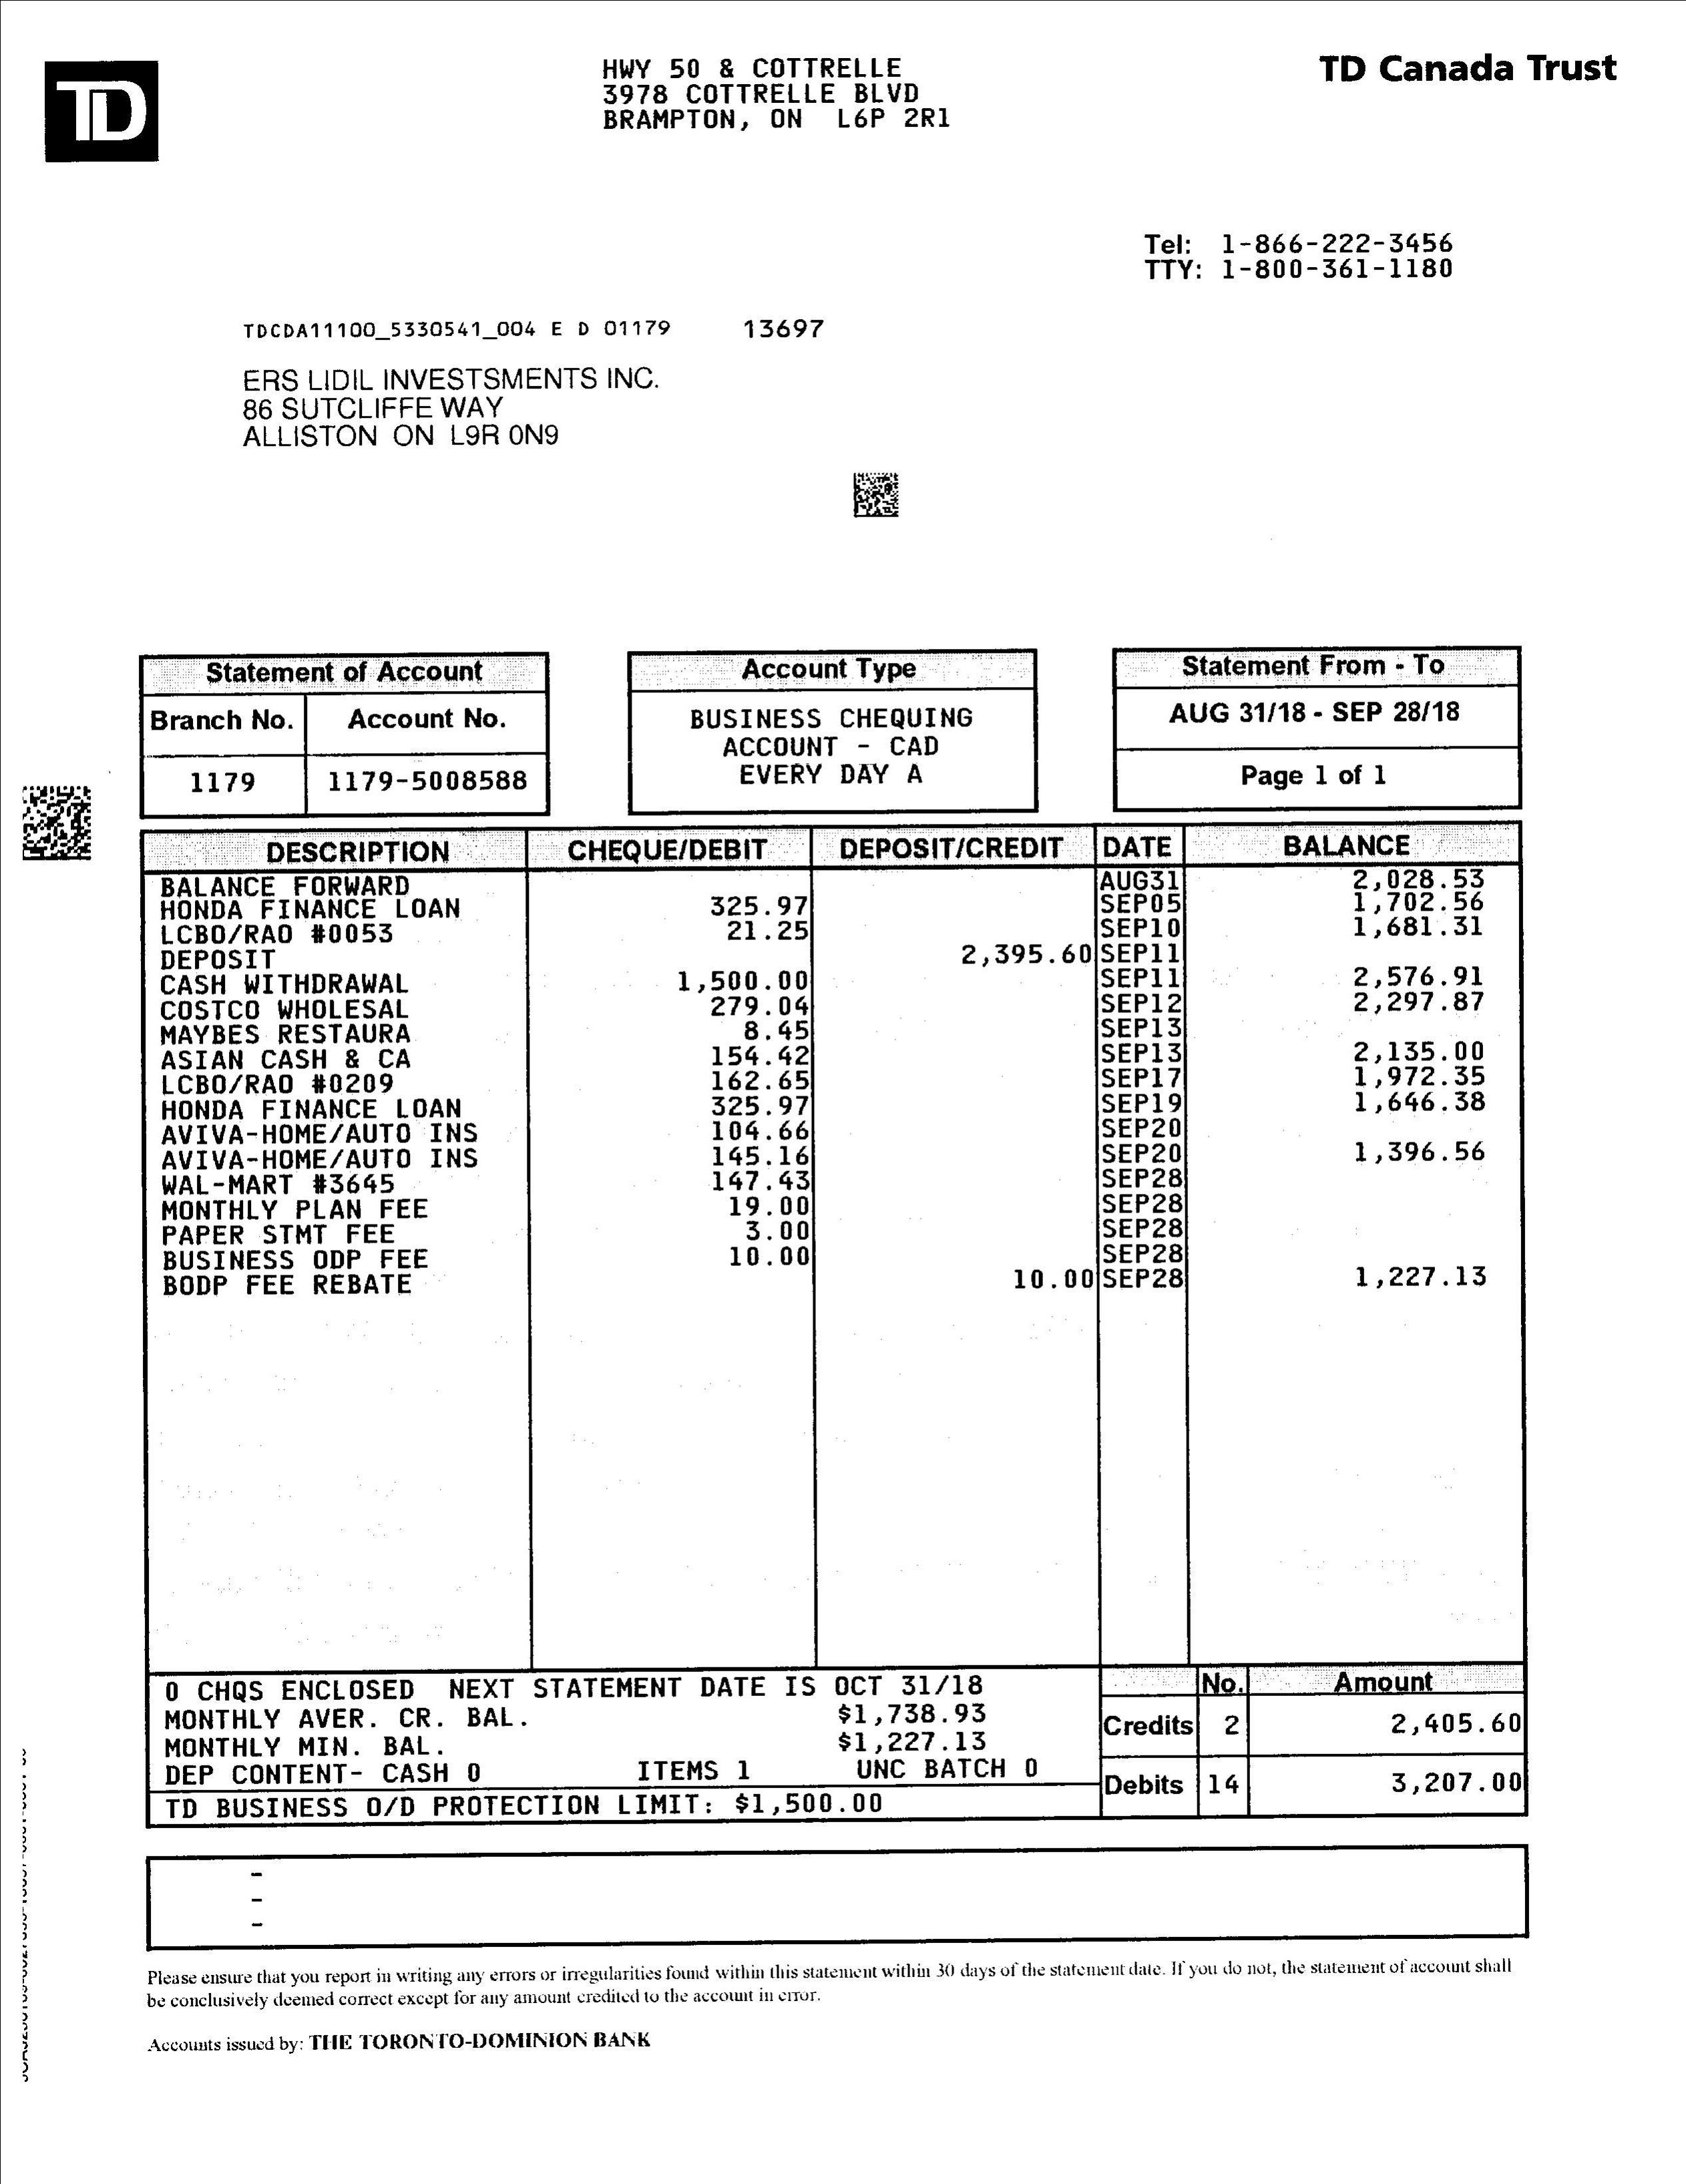 TD
HWY 50 & COTTRELLE
3978 COTTRELLE BLVD
BRAMPTON, ON L6P 2R1
TD Canada Trust
Tel: 1-866-222-3456
TTY: 1-800-361-1180
TDCDA11100_5330541_004 E D 01179 13697
ERS LIDIL INVESTSMENTS INC.
86 SUTCLIFFE WAY
ALLISTON ON L9R 0N9
Statement of Account
Branch No. Account No.
1179 1179-5008588
Account Type
BUSINESS CHEQUING
ACCOUNT - CAD
EVERY DAY A
Statement From - To
AUG 31/18 - SEP 28/18
Page 1 of 1
DESCRIPTION CHEQUE/DEBIT DEPOSIT/CREDIT DATE BALANCE
BALANCE FORWARD AUG31 2,028.53
HONDA FINANCE LOAN 325.97 SEP05 1,702.56
LCBO/RAO #0053 21.25 SEP10 1,681.31
DEPOSIT 2,395.60 SEP11
CASH WITHDRAWAL 1,500.00 SEP11 2,576.91
COSTCO WHOLESAL 279.04 SEP12 2,297.87
MAYBES RESTAURA 8.45 SEP13
ASIAN CASH & CA 154.42 SEP13 2,135.00
LCBO/RAO #0209 162.65 SEP17 1,972.35
HONDA FINANCE LOAN 325.97 SEP19 1,646.38
AVIVA-HOME/AUTO INS 104.66 SEP20
AVIVA-HOME/AUTO INS 145.16 SEP20 1,396.56
WAL-MART #3645 147.43 SEP28
MONTHLY PLAN FEE 19.00 SEP28
PAPER STMT FEE 3.00 SEP28
BUSINESS ODP FEE 10.00 SEP28
BODP FEE REBATE 10.00 SEP28 1,227.13
0 CHQS ENCLOSED NEXT STATEMENT DATE IS OCT 31/18
MONTHLY AVER. CR. BAL. $1,738.93
MONTHLY MIN. BAL. $1,227.13
DEP CONTENT- CASH 0 ITEMS 1 UNC BATCH 0
TD BUSINESS O/D PROTECTION LIMIT: $1,500.00
No. Amount
Credits 2 2,405.60
Debits 14 3,207.00
-
-
-
Please ensure that you report in writing any errors or irregularities found within this statement within 30 days of the statement date. If you do not, the statement of account shall
be conclusively deemed correct except for any amount credited to the account in error.
Accounts issued by: THE TORONTO-DOMINION BANK